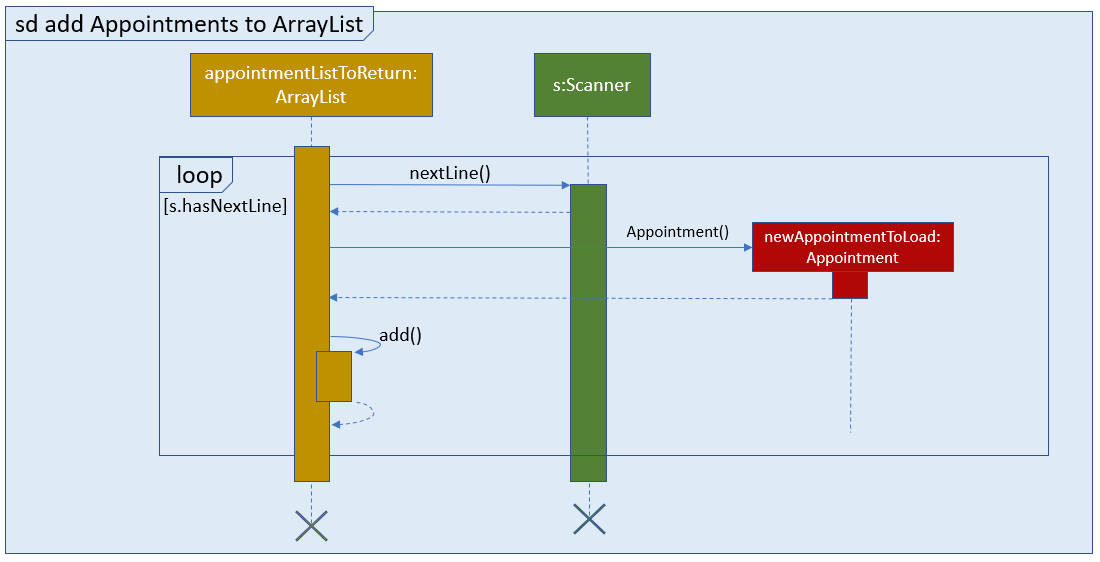 sd add Appointments to ArrayList
appointmentListToReturn:
ArrayList
s:Scanner
loop
nextLine()
[s.hasNextLine]
Appointment()
newAppointmentToLoad:
Appointment
add()